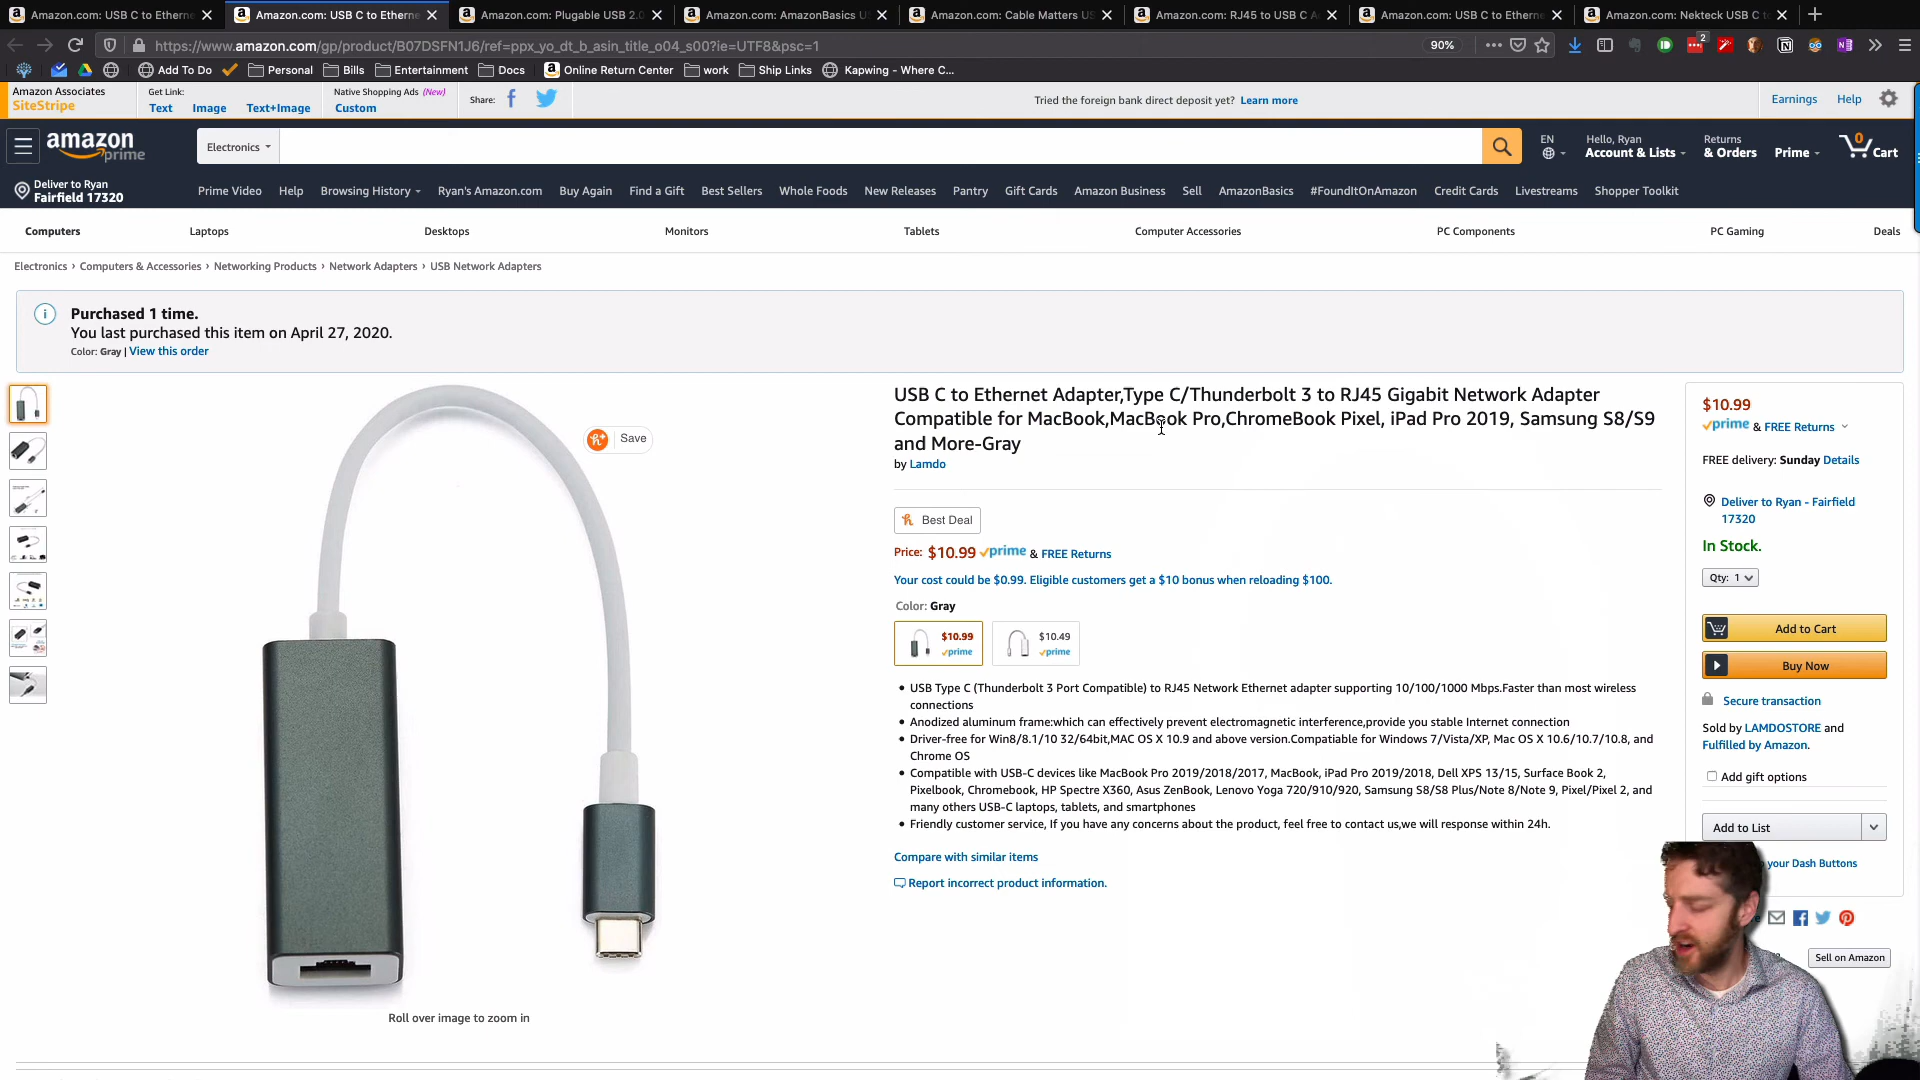 Amazon.com: USB C to Etherne
Amazon.com: USB C to Etherne
Amazon.com: Plugable USB 2.0
Amazon.com: AmazonBasics U
Amazon.com: Cable Matters US
Amazon.com: RJ45 to USB C A
Amazon.com: USB C to Etherne
Amazon.com: Nekteck USB C to
https://www.amazon.com/gp/product/B07DSFN1J6/ref=ppx_yo_dt_b_asin_title_o04_s00?ie=UTF8&psc=1
90%
2
Add To Do
Personal
Bills
Entertainment
Docs
Online Return Center
work
Ship Links
Kapwing - Where C...
Amazon Associates
SiteStripe
Get Link:
Text Image Text+Image
Native Shopping Ads (New)
Custom
Share:
Tried the foreign bank direct deposit yet? Learn more
Earnings Help
amazon
prime
Electronics
EN
Hello, Ryan
Account & Lists
Returns
& Orders
Prime
0
Cart
Deliver to Ryan
Fairfield 17320
Prime Video Help Browsing History Ryan's Amazon.com Buy Again Find a Gift Best Sellers Whole Foods New Releases Pantry Gift Cards Amazon Business Sell AmazonBasics #FoundItOnAmazon Credit Cards Livestreams Shopper Toolkit
Computers Laptops Desktops Monitors Tablets Computer Accessories PC Components PC Gaming Deals
Electronics › Computers & Accessories › Networking Products › Network Adapters › USB Network Adapters
Purchased 1 time.
You last purchased this item on April 27, 2020.
Color: Gray | View this order
Save
Roll over image to zoom in
USB C to Ethernet Adapter,Type C/Thunderbolt 3 to RJ45 Gigabit Network Adapter
Compatible for MacBook,MacBook Pro,ChromeBook Pixel, iPad Pro 2019, Samsung S8/S9
and More-Gray
by Lamdo
Best Deal
Price: $10.99 prime & FREE Returns
Your cost could be $0.99. Eligible customers get a $10 bonus when reloading $100.
Color: Gray
$10.99
prime
$10.49
prime
• USB Type C (Thunderbolt 3 Port Compatible) to RJ45 Network Ethernet adapter supporting 10/100/1000 Mbps.Faster than most wireless
connections
• Anodized aluminum frame:which can effectively prevent electromagnetic interference,provide you stable Internet connection
• Driver-free for Win8/8.1/10 32/64bit,MAC OS X 10.9 and above version.Compatiable for Windows 7/Vista/XP, Mac OS X 10.6/10.7/10.8, and
Chrome OS
• Compatible with USB-C devices like MacBook Pro 2019/2018/2017, MacBook, iPad Pro 2019/2018, Dell XPS 13/15, Surface Book 2,
Pixelbook, Chromebook, HP Spectre X360, Asus ZenBook, Lenovo Yoga 720/910/920, Samsung S8/S8 Plus/Note 8/Note 9, Pixel/Pixel 2, and
many others USB-C laptops, tablets, and smartphones
• Friendly customer service, If you have any concerns about the product, feel free to contact us,we will response within 24h.
Compare with similar items
Report incorrect product information.
$10.99
prime & FREE Returns
FREE delivery: Sunday Details
Deliver to Ryan - Fairfield
17320
In Stock.
Qty: 1
Add to Cart
Buy Now
Secure transaction
Sold by LAMDOSTORE and
Fulfilled by Amazon.
Add gift options
Add to List
your Dash Buttons
Sell on Amazon